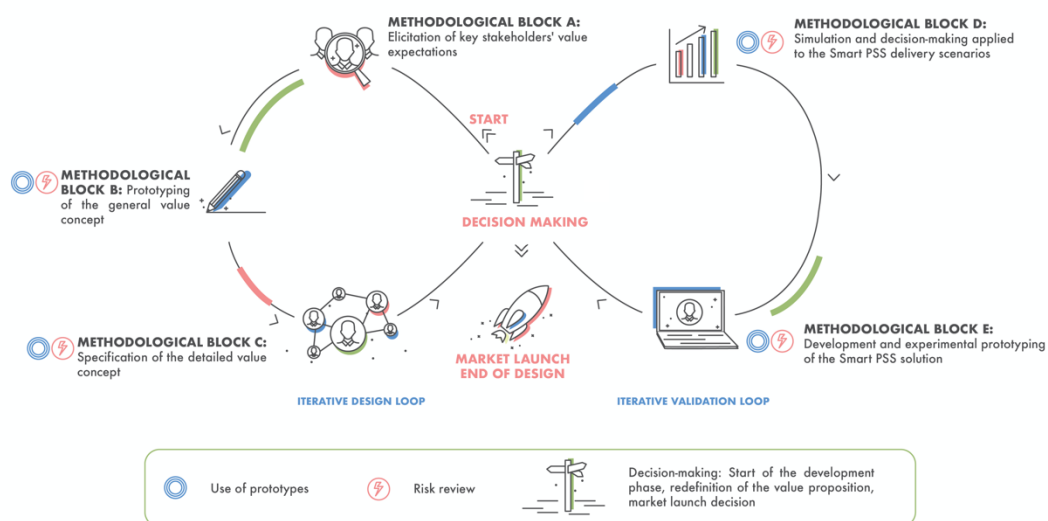 METHODOLOGICAL BLOCK A:
Elicitation of key stakeholders' value
expectations
METHODOLOGICAL BLOCK D:
Simulation and decision-making applied
to the Smart PSS delivery scenarios
START
METHODOLOGICAL
BLOCK B: Prototyping
of the general value
concept
DECISION MAKING
METHODOLOGICAL BLOCK C:
Specification of the detailed value
concept
MARKET LAUNCH
END OF DESIGN
METHODOLOGICAL BLOCK E:
Development and experimental prototyping
of the Smart PSS solution
ITERATIVE DESIGN LOOP
ITERATIVE VALIDATION LOOP
Use of prototypes
Risk review
Decision-making: Start of the development
phase, redefinition of the value proposition,
market launch decision